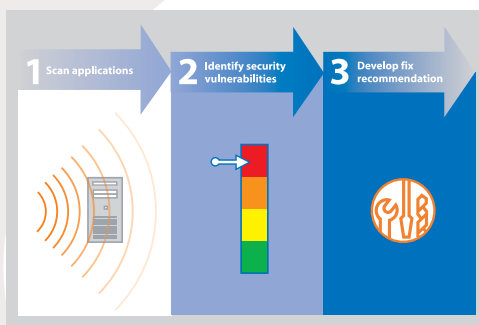 1 Scan applications
2 Identify security
vulnerabilities
3 Develop fix
recommendation